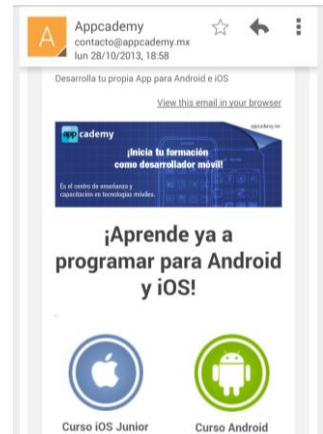 A
Appcademy
contacto@appcademy.mx
lun 28/10/2013, 18:58
Desarrolla tu propia App para Android e iOS
View this email in your browser
appcademy.mx
appcademy
¡Inicia tu formación
como desarrollador móvil!
Es el centro de enseñanza y
capacitación en tecnologías móviles.
¡Aprende ya a
programar para Android
y iOS!
Curso iOS Junior
Curso Android